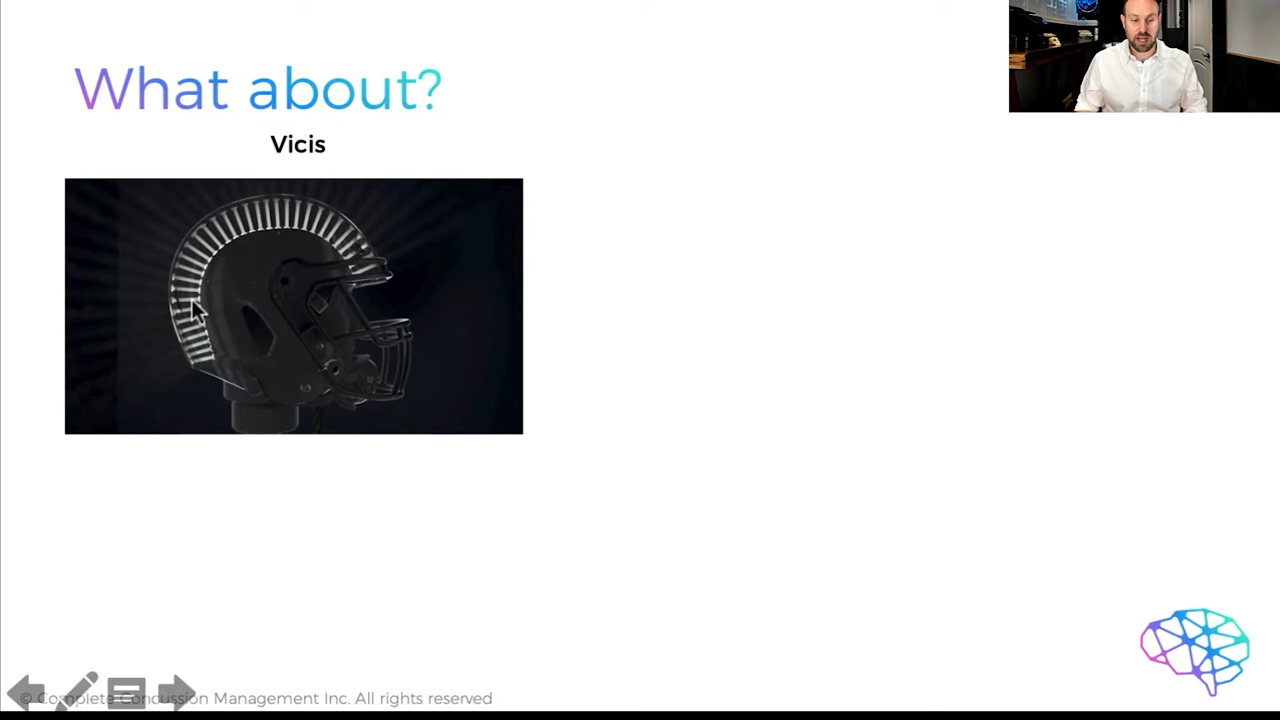 What about?
Vicis
© Complete Concussion Management Inc. All rights reserved